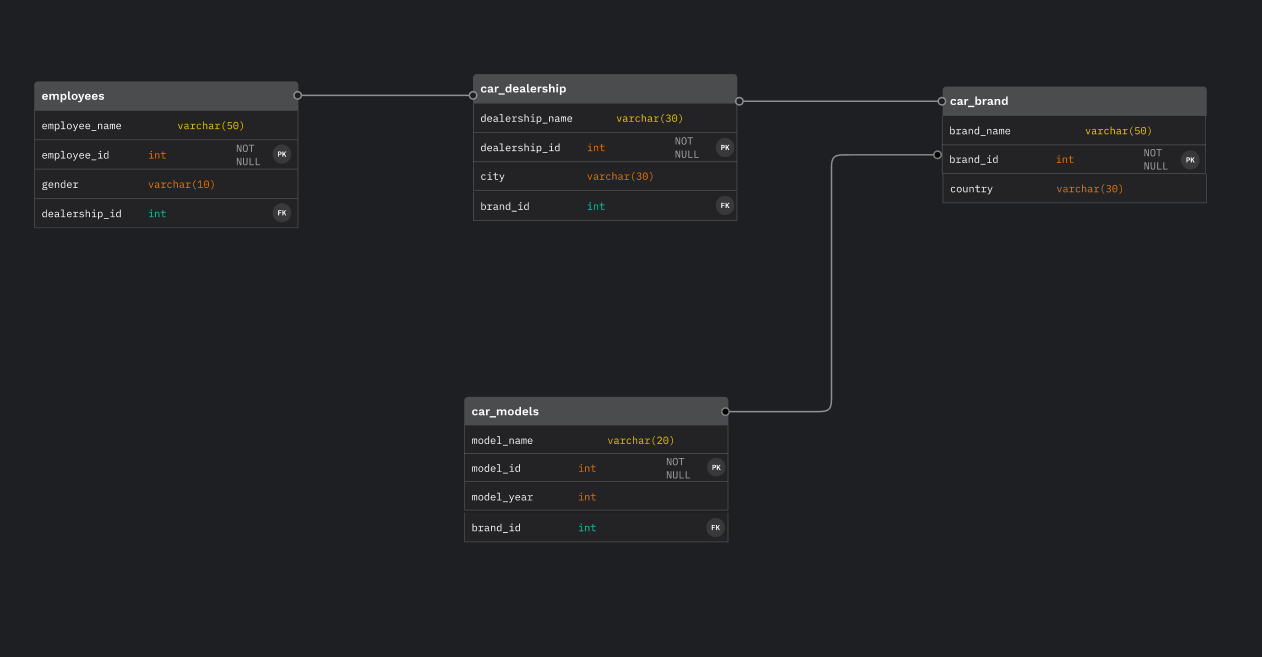 employees
employee_name varchar(50)
employee_id int NOT NULL PK
gender varchar(10)
dealership_id int FK
car_dealership
dealership_name varchar(30)
dealership_id int NOT NULL PK
city varchar(30)
brand_id int FK
car_brand
brand_name varchar(50)
brand_id int NOT NULL PK
country varchar(30)
car_models
model_name varchar(20)
model_id int NOT NULL PK
model_year int
brand_id int FK